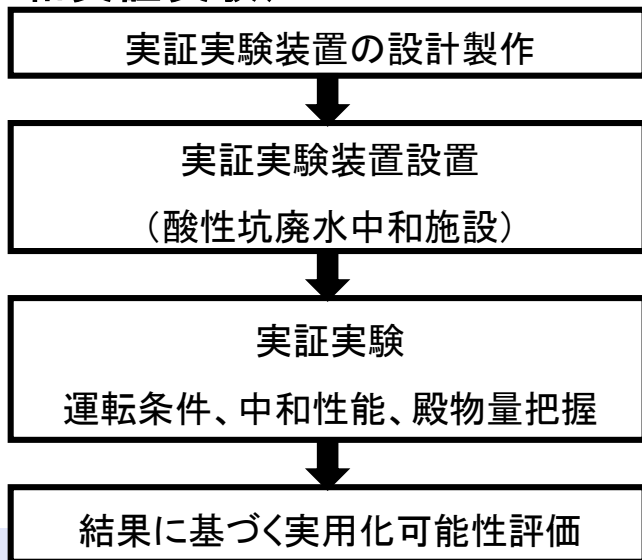 実証実験装置の設計製作
実証実験装置設置
（酸性坑廃水中和施設）
実証実験
運転条件、中和性能、殿物量把握
結果に基づく実用化可能性評価